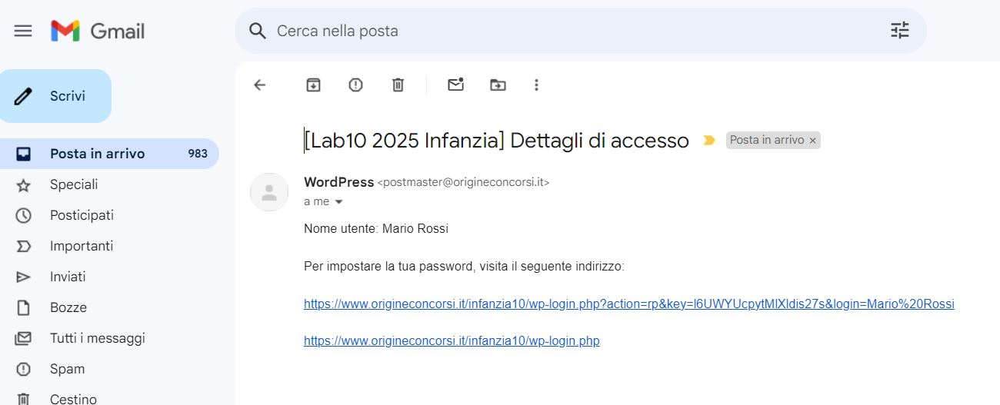 Gmail
Cerca nella posta
Scrivi
Posta in arrivo 983
Speciali
Posticipati
Importanti
Inviati
Bozze
Tutti i messaggi
Spam
Cestino
[Lab10 2025 Infanzia] Dettagli di accesso Posta in arrivo ×
WordPress <postmaster@origineconcorsi.it>
a me
Nome utente: Mario Rossi
Per impostare la tua password, visita il seguente indirizzo:
https://www.origineconcorsi.it/infanzia10/wp-login.php?action=rp&key=l6UWYUcpytMIXldis27s&login=Mario%20Rossi
https://www.origineconcorsi.it/infanzia10/wp-login.php